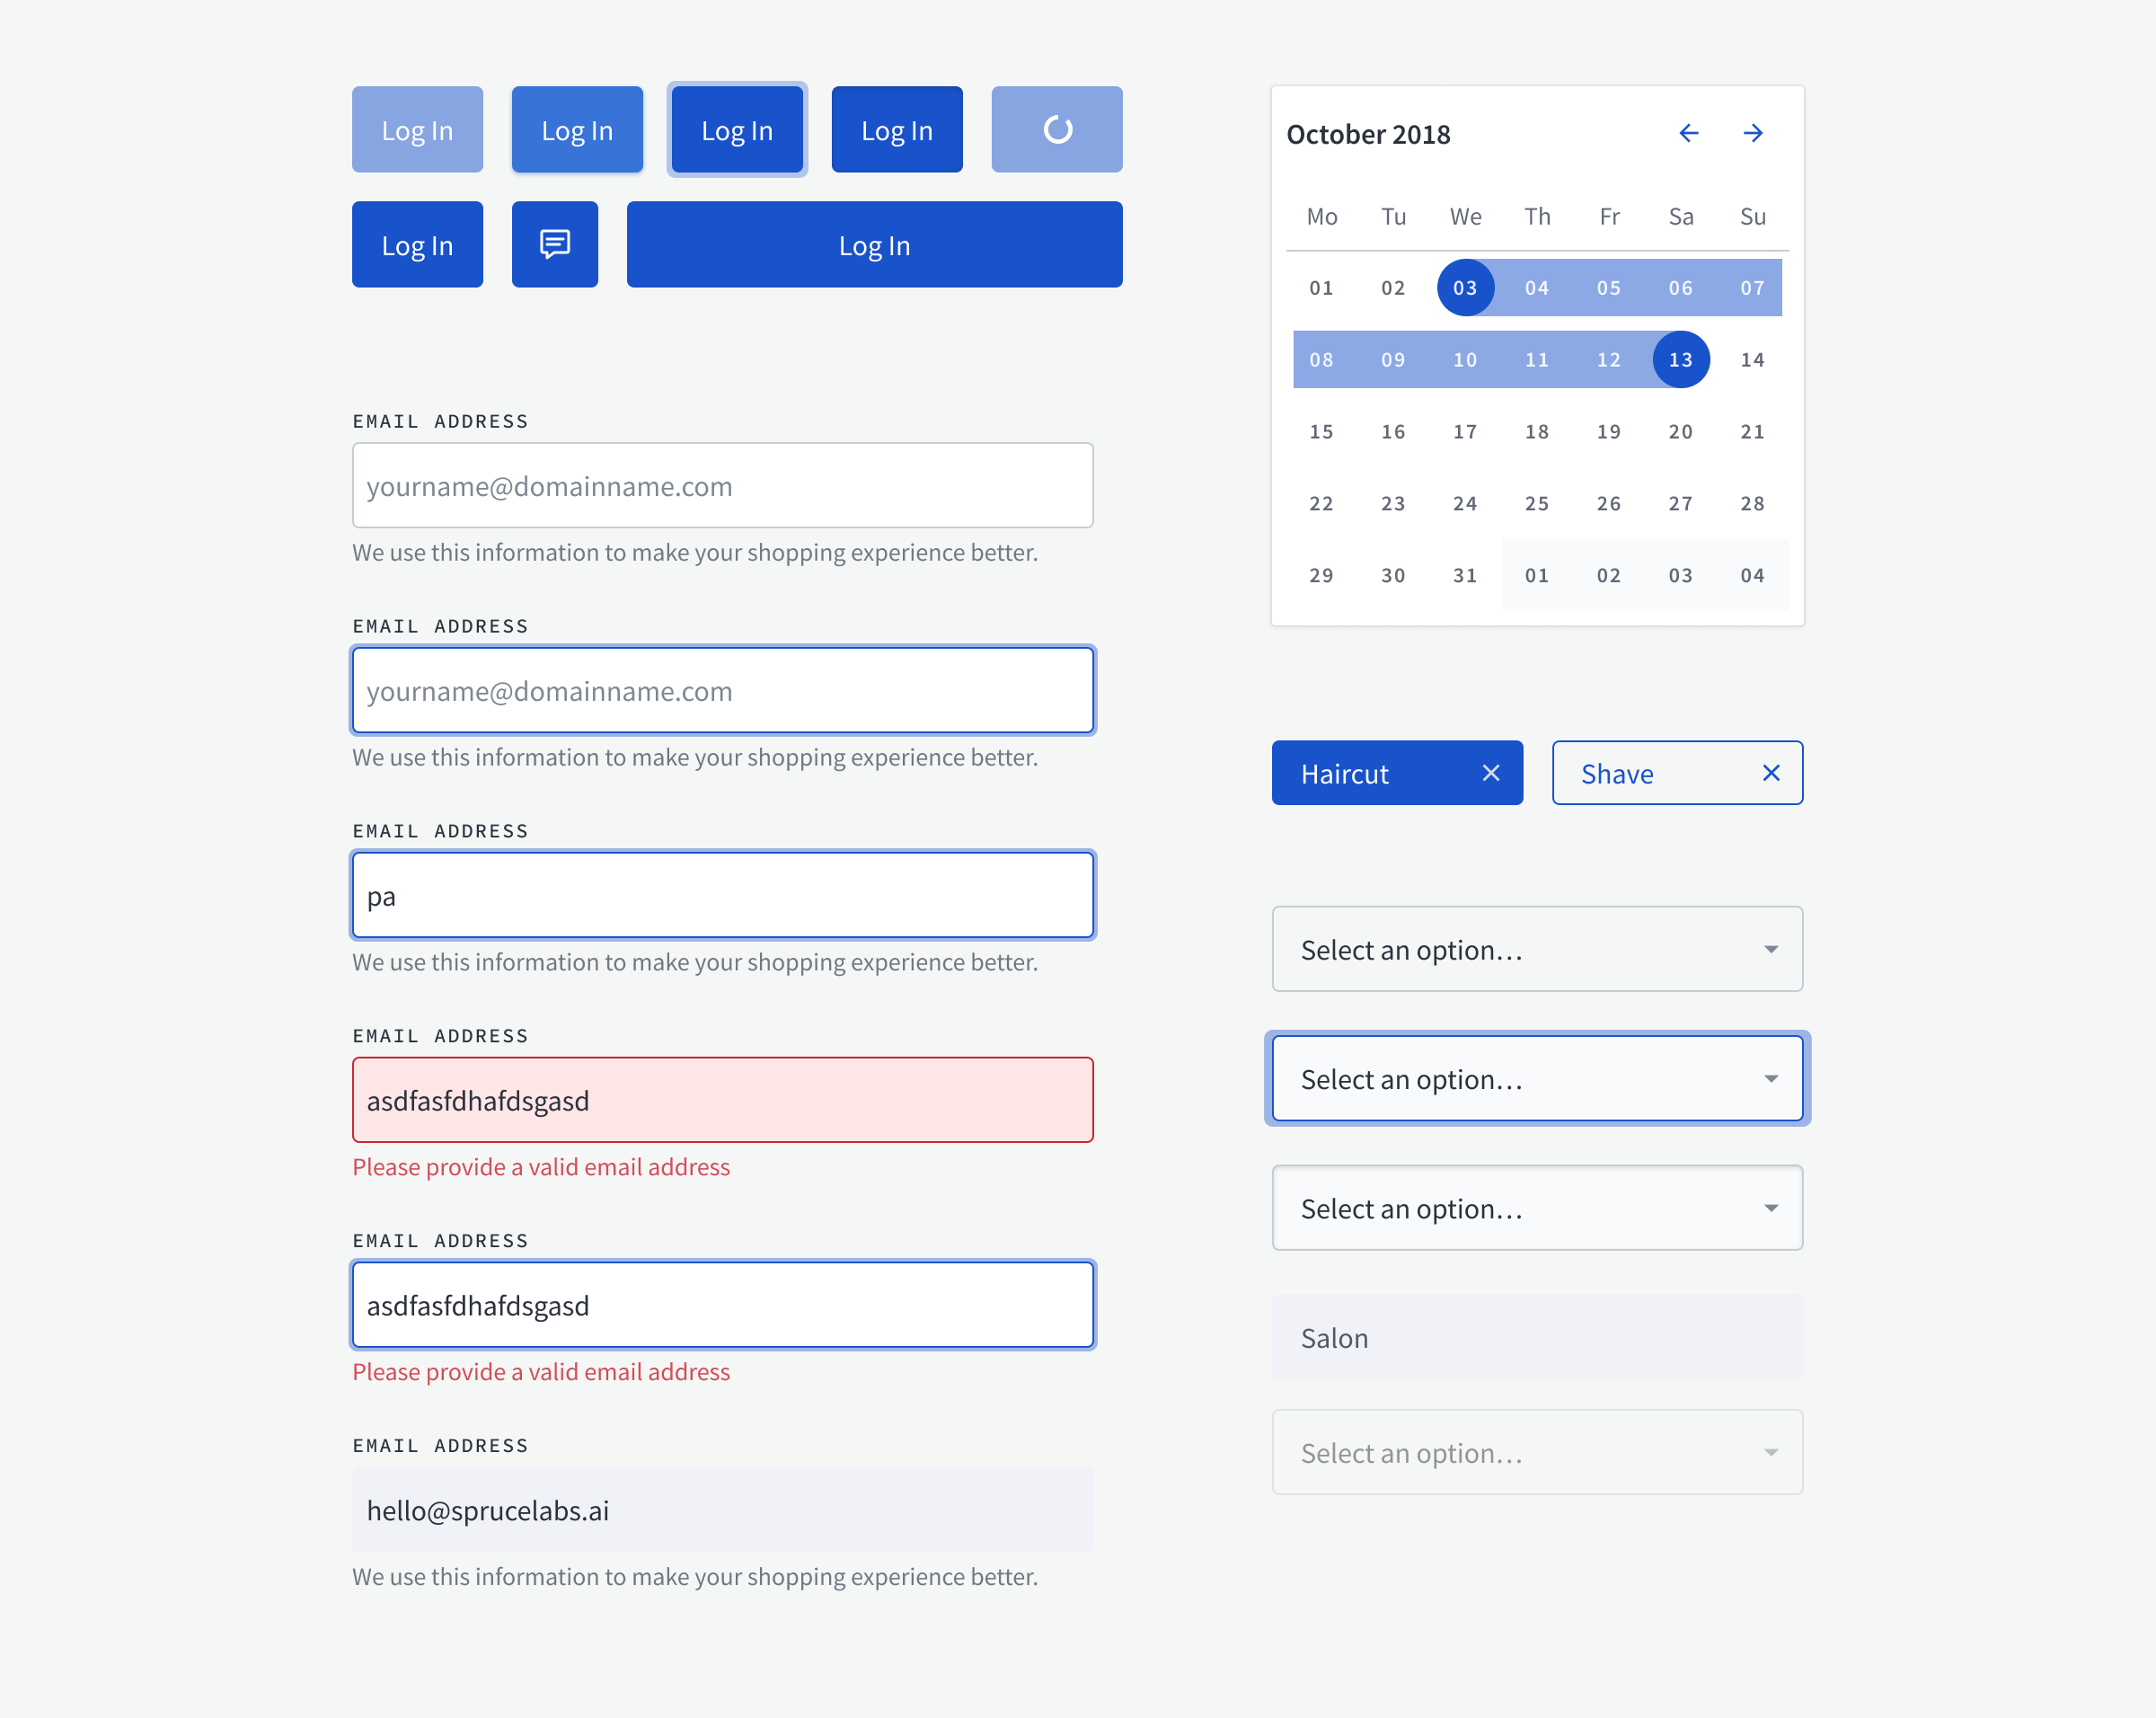 Log In Log In Log In Log In
Log In Log In
EMAIL ADDRESS
yourname@domainname.com
We use this information to make your shopping experience better.
EMAIL ADDRESS
yourname@domainname.com
We use this information to make your shopping experience better.
EMAIL ADDRESS
pa
We use this information to make your shopping experience better.
EMAIL ADDRESS
asdfasfdhafdsgasd
Please provide a valid email address
EMAIL ADDRESS
asdfasfdhafdsgasd
Please provide a valid email address
EMAIL ADDRESS
hello@sprucelabs.ai
We use this information to make your shopping experience better.
October 2018
Mo Tu We Th Fr Sa Su
01 02 03 04 05 06 07
08 09 10 11 12 13 14
15 16 17 18 19 20 21
22 23 24 25 26 27 28
29 30 31 01 02 03 04
Haircut Shave
Select an option…
Select an option…
Select an option…
Salon
Select an option…